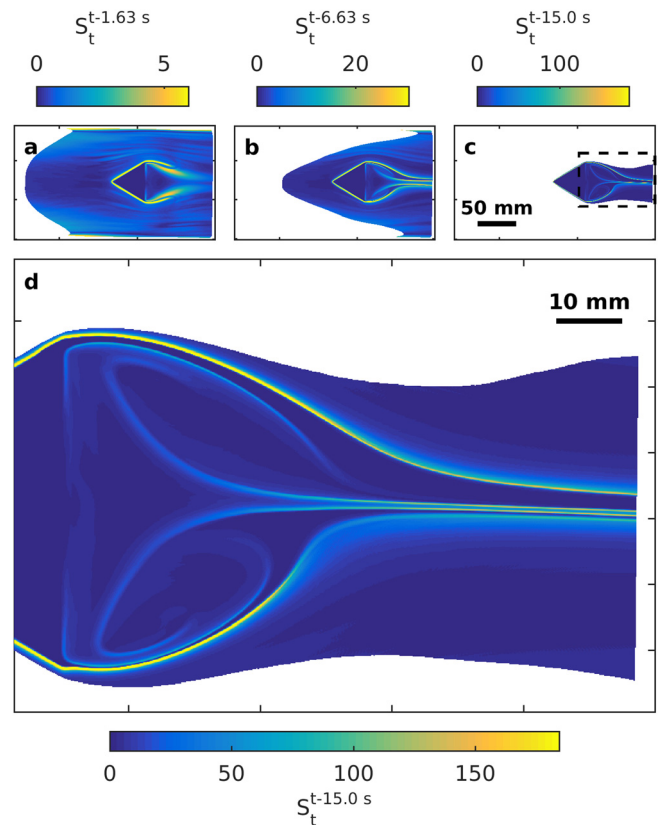 S_t^{t-1.63 s} S_t^{t-6.63 s} S_t^{t-15.0 s}
0 5 0 20 0 100
a b c
50 mm
d
10 mm
0 50 100 150
S_t^{t-15.0 s}